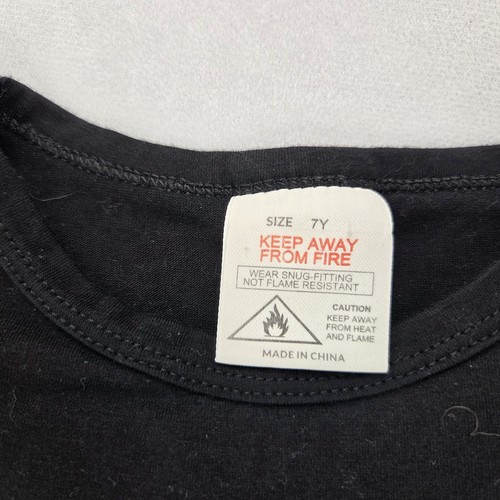 SIZE 7Y
KEEP AWAY
FROM FIRE
WEAR SNUG-FITTING
NOT FLAME RESISTANT
CAUTION
KEEP AWAY
FROM HEAT
AND FLAME
MADE IN CHINA